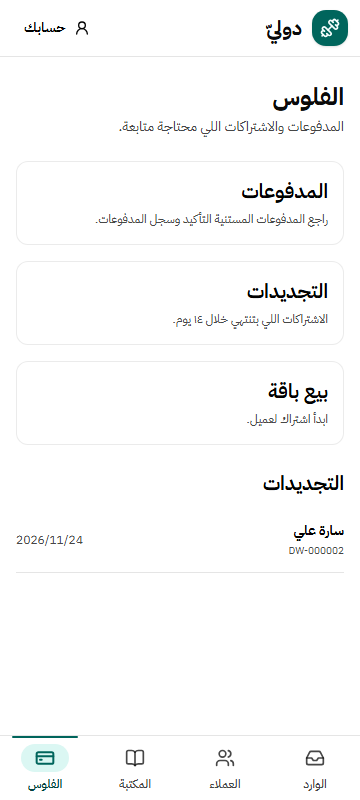 دوليّ
حسابك
الفلوس
المدفوعات والاشتراكات اللي محتاجة متابعة.
المدفوعات
راجع المدفوعات المستنية التأكيد وسجل المدفوعات.
التجديدات
الاشتراكات اللي بتنتهي خلال ١٤ يوم.
بيع باقة
ابدأ اشتراك لعميل.
التجديدات
سارة علي
DW-000002
2026/11/24
الوارد
العملاء
المكتبة
الفلوس